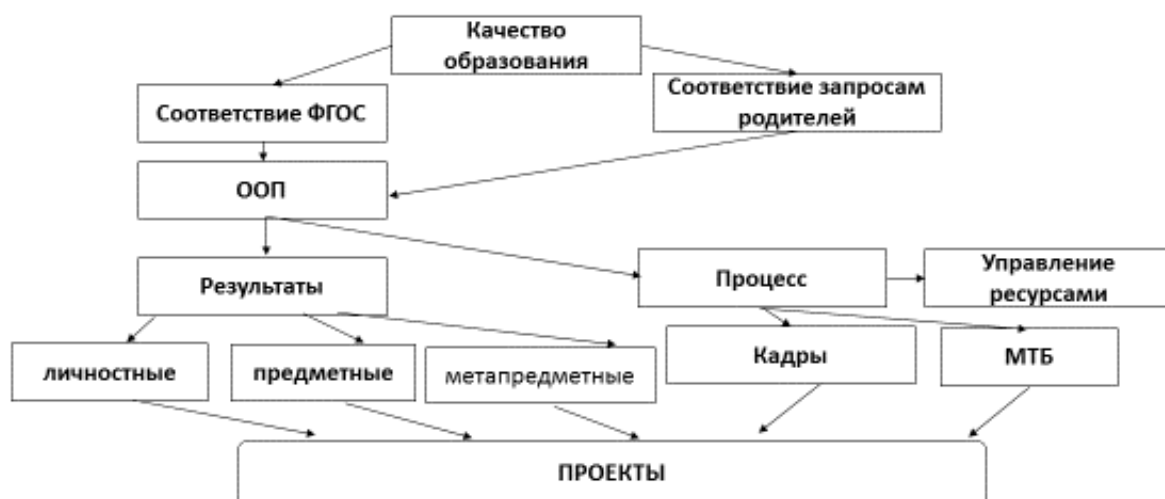 Качество
образования
Соответствие ФГОС
Соответствие запросам
родителей
ООП
Результаты
Процесс
Управление
ресурсами
личностные
предметные
метапредметные
Кадры
МТБ
ПРОЕКТЫ